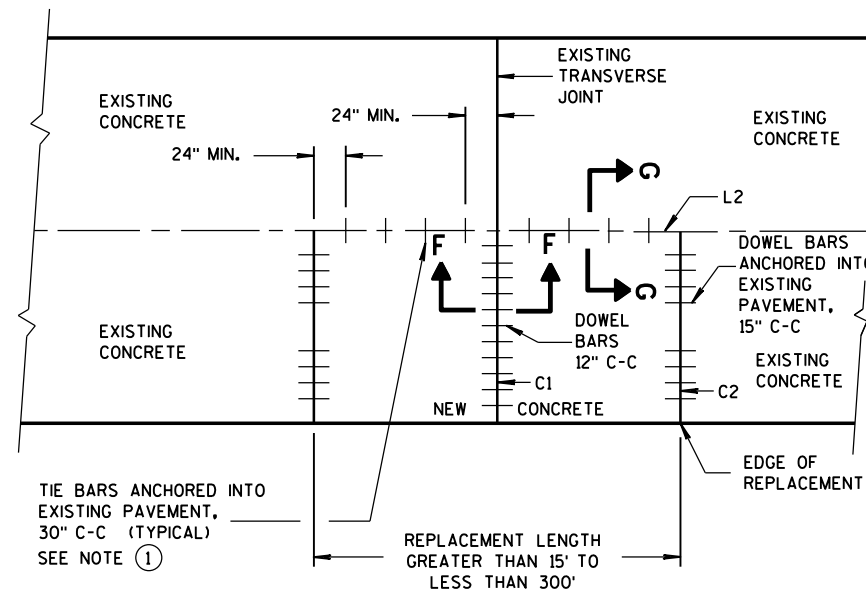 EXISTING
TRANSVERSE
JOINT
EXISTING
CONCRETE
24" MIN.
EXISTING
CONCRETE
24" MIN.
G
L2
F
F
DOWEL BARS
ANCHORED INTO
EXISTING
PAVEMENT,
15" C-C
G
EXISTING
CONCRETE
DOWEL
BARS
12" C-C
EXISTING
CONCRETE
C1
C2
NEW
CONCRETE
EDGE OF
REPLACEMENT
TIE BARS ANCHORED INTO
EXISTING PAVEMENT,
30" C-C (TYPICAL)
SEE NOTE 1
REPLACEMENT LENGTH
GREATER THAN 15' TO
LESS THAN 300'